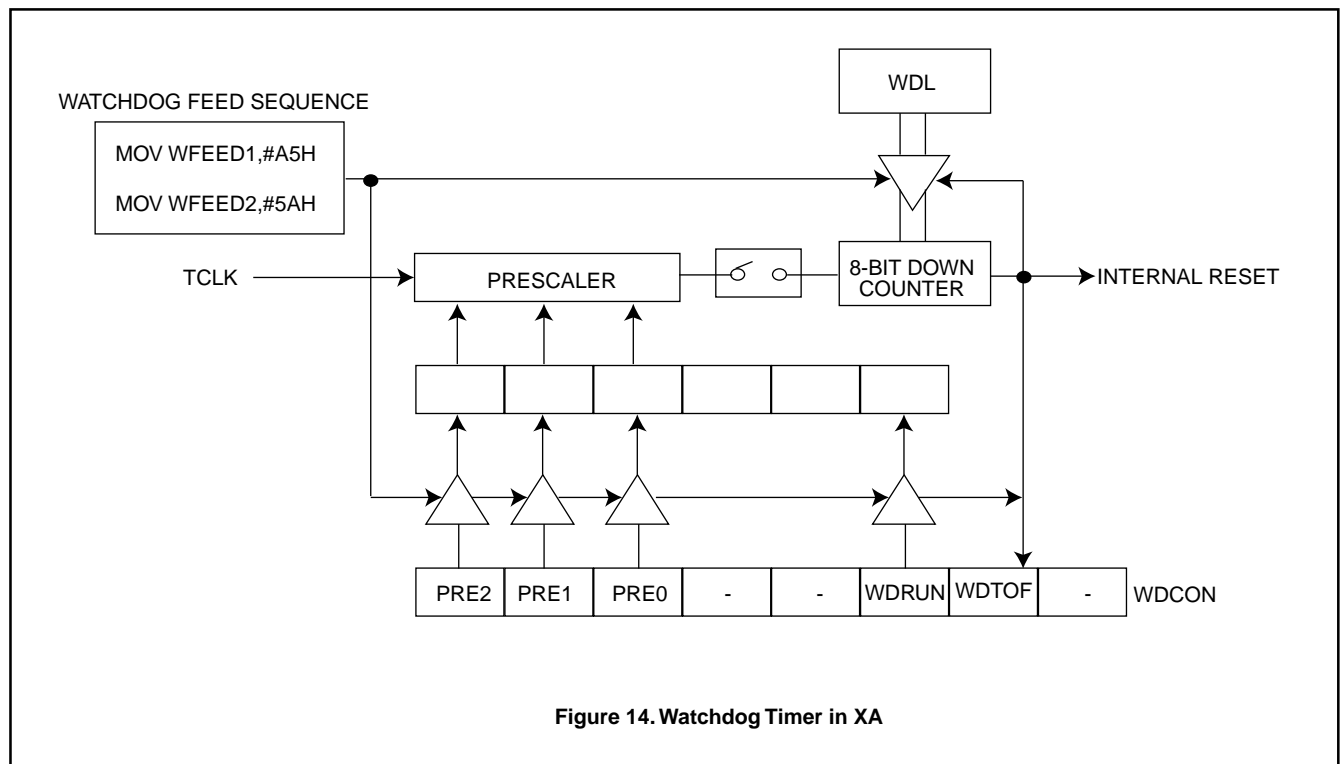 WDL
WATCHDOG FEED SEQUENCE
MOV WFEED1,#A5H
MOV WFEED2,#5AH
TCLK
PRESCALER
8-BIT DOWN
COUNTER
INTERNAL RESET
PRE2 PRE1 PRE0 - - WDRUN WDTOF - WDCON
Figure 14. Watchdog Timer in XA